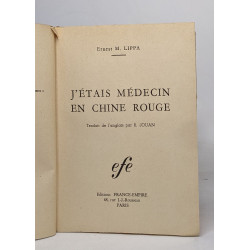 ERNST M. LIPPA
J'ÉTAIS MÉDECIN
EN CHINE ROUGE
Traduit de l'anglais par R. JOUAN
efe
Éditions FRANCE-EMPIRE
68, rue J.-J.-Rousseau
PARIS